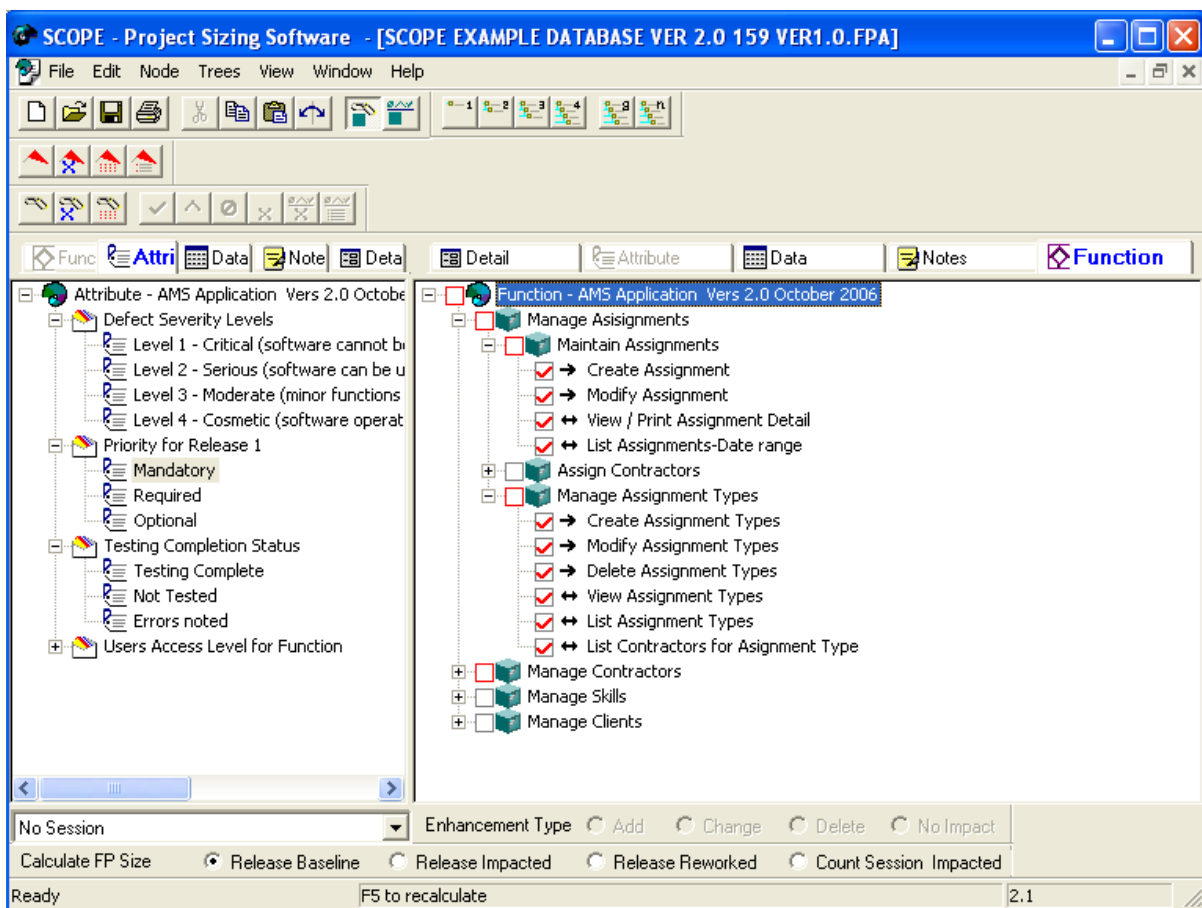 SCOPE - Project Sizing Software - [SCOPE EXAMPLE DATABASE VER 2.0 159 VER1.0.FPA]
File Edit Node Trees View Window Help
1 2 3 4 g n
Func Attri Data Note Deta Detail Attribute Data Notes Function
Attribute - AMS Application Vers 2.0 Octobe
Defect Severity Levels
Level 1 - Critical (software cannot b
Level 2 - Serious (software can be u
Level 3 - Moderate (minor functions
Level 4 - Cosmetic (software operat
Priority for Release 1
Mandatory
Required
Optional
Testing Completion Status
Testing Complete
Not Tested
Errors noted
Users Access Level for Function
Function - AMS Application Vers 2.0 October 2006
Manage Asisignments
Maintain Assignments
Create Assignment
Modify Assignment
View / Print Assignment Detail
List Assignments-Date range
Assign Contractors
Manage Assignment Types
Create Assignment Types
Modify Assignment Types
Delete Assignment Types
View Assignment Types
List Assignment Types
List Contractors for Asignment Type
Manage Contractors
Manage Skills
Manage Clients
No Session Enhancement Type Add Change Delete No Impact
Calculate FP Size Release Baseline Release Impacted Release Reworked Count Session Impacted
Ready F5 to recalculate 2.1